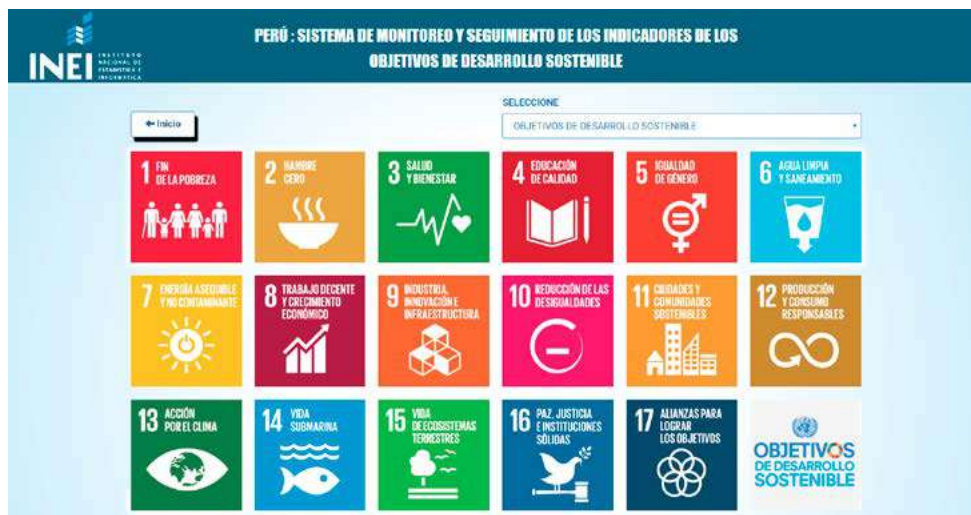 PERÚ : SISTEMA DE MONITOREO Y SEGUIMIENTO DE LOS INDICADORES DE LOS
OBJETIVOS DE DESARROLLO SOSTENIBLE
INEI
INSTITUTO
NACIONAL DE
ESTADÍSTICA E
INFORMÁTICA
SELECCIONE
Inicio
OBJETIVOS DE DESARROLLO SOSTENIBLE
1 FIN
DE LA POBREZA
2 HAMBRE
CERO
3 SALUD
Y BIENESTAR
4 EDUCACIÓN
DE CALIDAD
5 IGUALDAD
DE GÉNERO
6 AGUA LIMPIA
Y SANEAMIENTO
7 ENERGÍA ASEQUIBLE
Y NO CONTAMINANTE
8 TRABAJO DECENTE
Y CRECIMIENTO
ECONÓMICO
9 INDUSTRIA,
INNOVACIÓN E
INFRAESTRUCTURA
10 REDUCCIÓN DE LAS
DESIGUALDADES
11 CIUDADES Y
COMUNIDADES
SOSTENIBLES
12 PRODUCCIÓN
Y CONSUMO
RESPONSABLES
13 ACCIÓN
POR EL CLIMA
14 VIDA
SUBMARINA
15 VIDA
DE ECOSISTEMAS
TERRESTRES
16 PAZ, JUSTICIA
E INSTITUCIONES
SÓLIDAS
17 ALIANZAS PARA
LOGRAR
LOS OBJETIVOS
OBJETIVOS
DE DESARROLLO
SOSTENIBLE